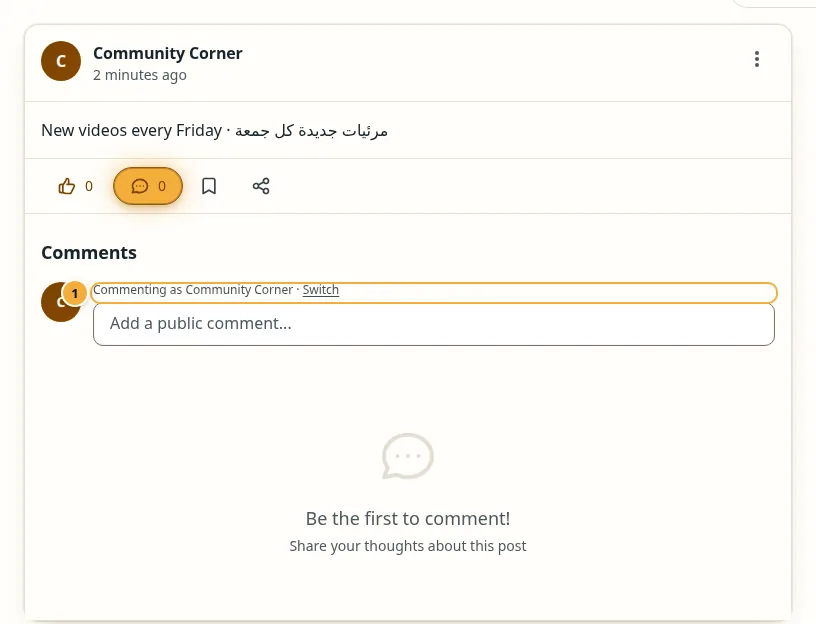 C
Community Corner
2 minutes ago
New videos every Friday · مرئيات جديدة كل جمعة
0
0
Comments
1
Commenting as Community Corner · Switch
Add a public comment...
Be the first to comment!
Share your thoughts about this post